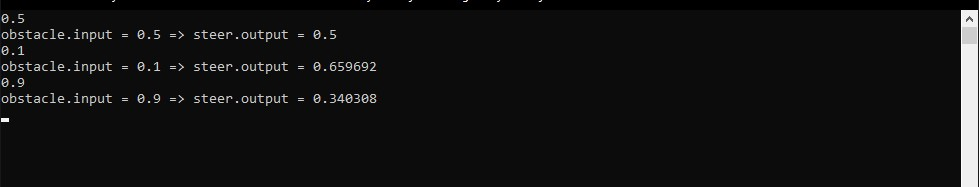 0.5
obstacle.input = 0.5 => steer.output = 0.5
0.1
obstacle.input = 0.1 => steer.output = 0.659692
0.9
obstacle.input = 0.9 => steer.output = 0.340308